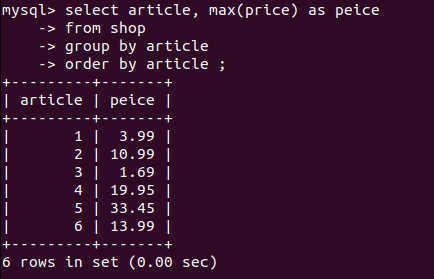 mysql> select article, max(price) as peice
    -> from shop
    -> group by article
    -> order by article ;
+---------+-------+
| article | peice |
+---------+-------+
|       1 |  3.99 |
|       2 | 10.99 |
|       3 |  1.69 |
|       4 | 19.95 |
|       5 | 33.45 |
|       6 | 13.99 |
+---------+-------+
6 rows in set (0.00 sec)